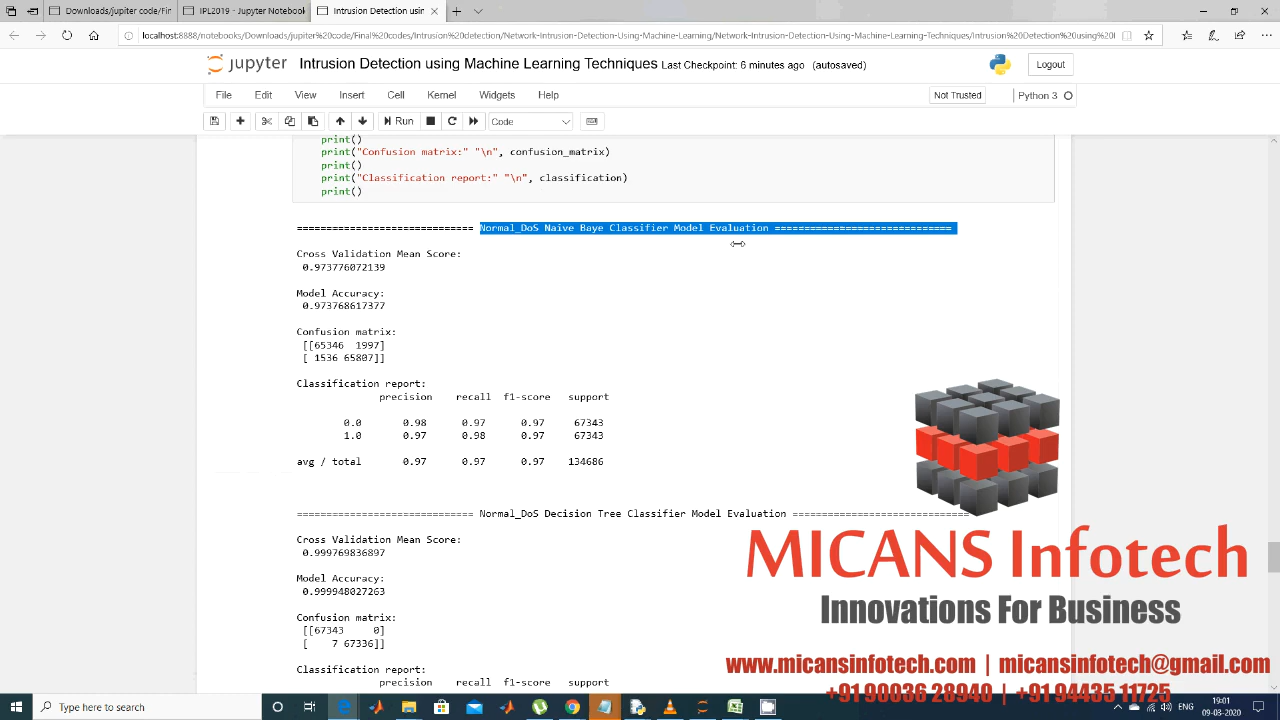 Downloads/jupiter code/Fin
IPL2019 - Jupyter Notebook
Intrusion Detection usin
localhost:8888/notebooks/Downloads/jupiter%20code/Final%20codes/Intrusion%20detection/Network-Intrusion-Detection-Using-Machine-Learning/Network-Intrusion-Detection-Using-Machine-Learning-Techniques/Intrusion%20Detection%20using%20I
jupyter Intrusion Detection using Machine Learning Techniques Last Checkpoint: 6 minutes ago (autosaved)
Logout
File Edit View Insert Cell Kernel Widgets Help
Not Trusted Python 3
Run Code
print()
print("Confusion matrix:" "\n", confusion_matrix)
print()
print("Classification report:" "\n", classification)
print()
============================== Normal_DoS Naive Baye Classifier Model Evaluation ==============================
Cross Validation Mean Score:
0.973776072139
Model Accuracy:
0.973768617377
Confusion matrix:
[[65346 1997]
[ 1536 65807]]
Classification report:
precision recall f1-score support
0.0 0.98 0.97 0.97 67343
1.0 0.97 0.98 0.97 67343
avg / total 0.97 0.97 0.97 134686
============================== Normal_DoS Decision Tree Classifier Model Evaluation ==============================
Cross Validation Mean Score:
0.999769836897
Model Accuracy:
0.999948027263
Confusion matrix:
[[67343 0]
[ 7 67336]]
Classification report:
precision recall f1-score support
MICANS Infotech
Innovations For Business
www.micansinfotech.com | micansinfotech@gmail.com
+91 90036 28940 | +91 94435 11725
Type here to search
ENG
19:01
09-08-2020